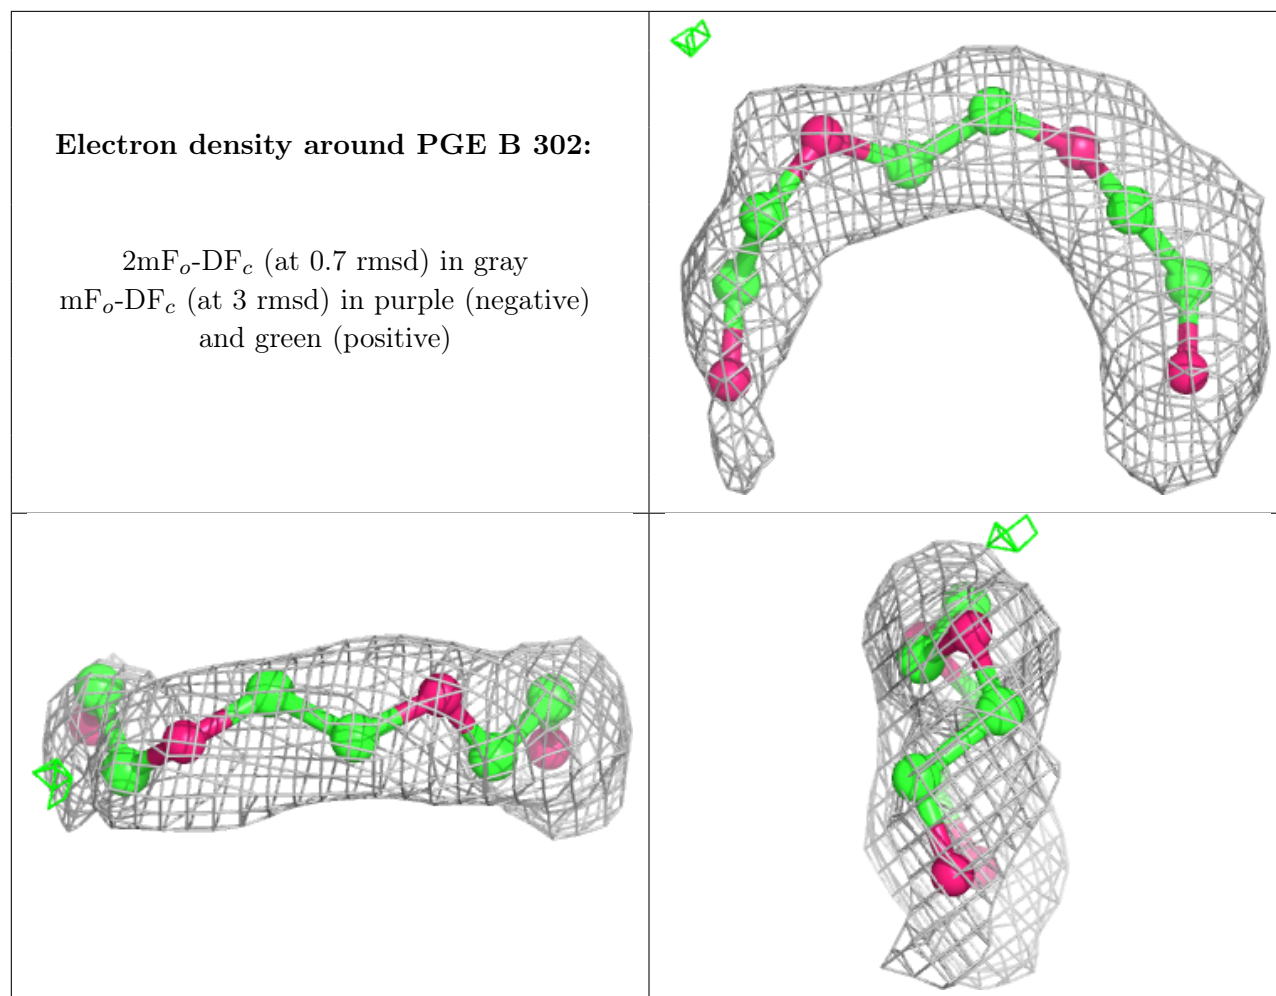 Electron density around PGE B 302:
2mFₒ-DF𝒸 (at 0.7 rmsd) in gray
mFₒ-DF𝒸 (at 3 rmsd) in purple (negative)
and green (positive)